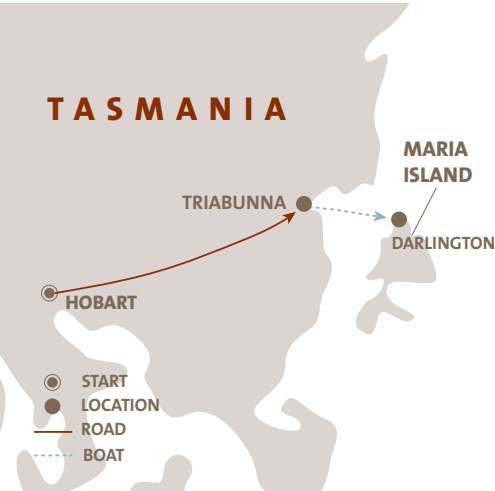 TASMANIA
MARIA
ISLAND
TRIABUNNA
DARLINGTON
HOBART
START
LOCATION
ROAD
BOAT